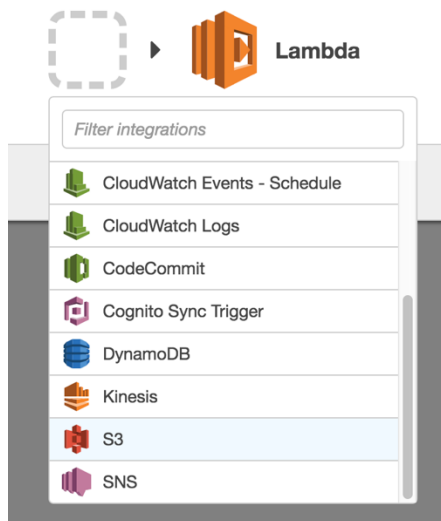 Lambda
Filter integrations
CloudWatch Events - Schedule
CloudWatch Logs
CodeCommit
Cognito Sync Trigger
DynamoDB
Kinesis
S3
SNS